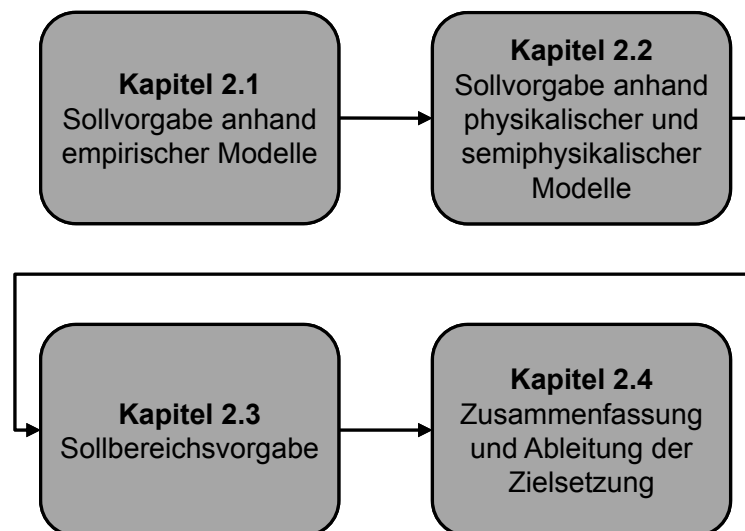 Kapitel 2.1
Sollvorgabe anhand
empirischer Modelle
Kapitel 2.2
Sollvorgabe anhand
physikalischer und
semiphysikalischer
Modelle
Kapitel 2.3
Sollbereichsvorgabe
Kapitel 2.4
Zusammenfassung
und Ableitung der
Zielsetzung